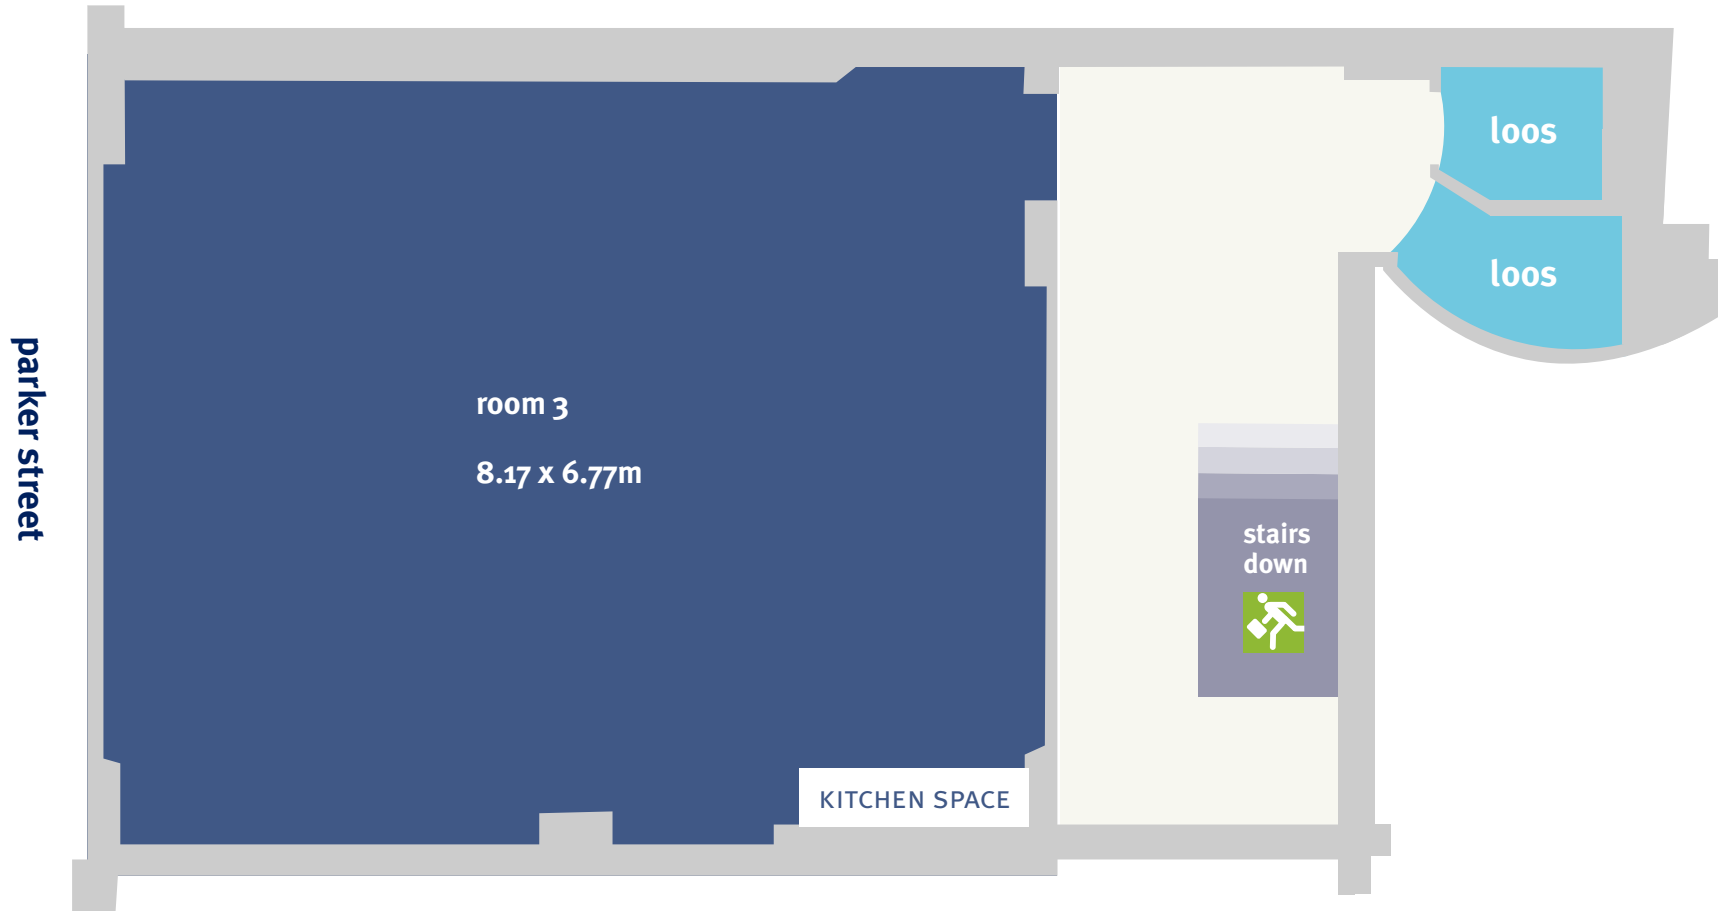 parker street
room 3
8.17 x 6.77m
KITCHEN SPACE
stairs
down
loos
loos